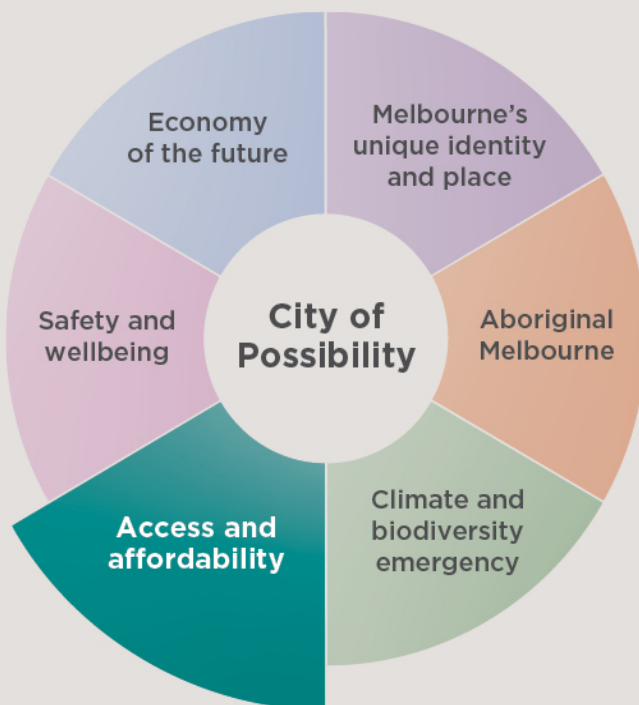 Economy
of the future
Melbourne’s
unique identity
and place
Safety and
wellbeing
City of
Possibility
Aboriginal
Melbourne
Access and
affordability
Climate and
biodiversity
emergency